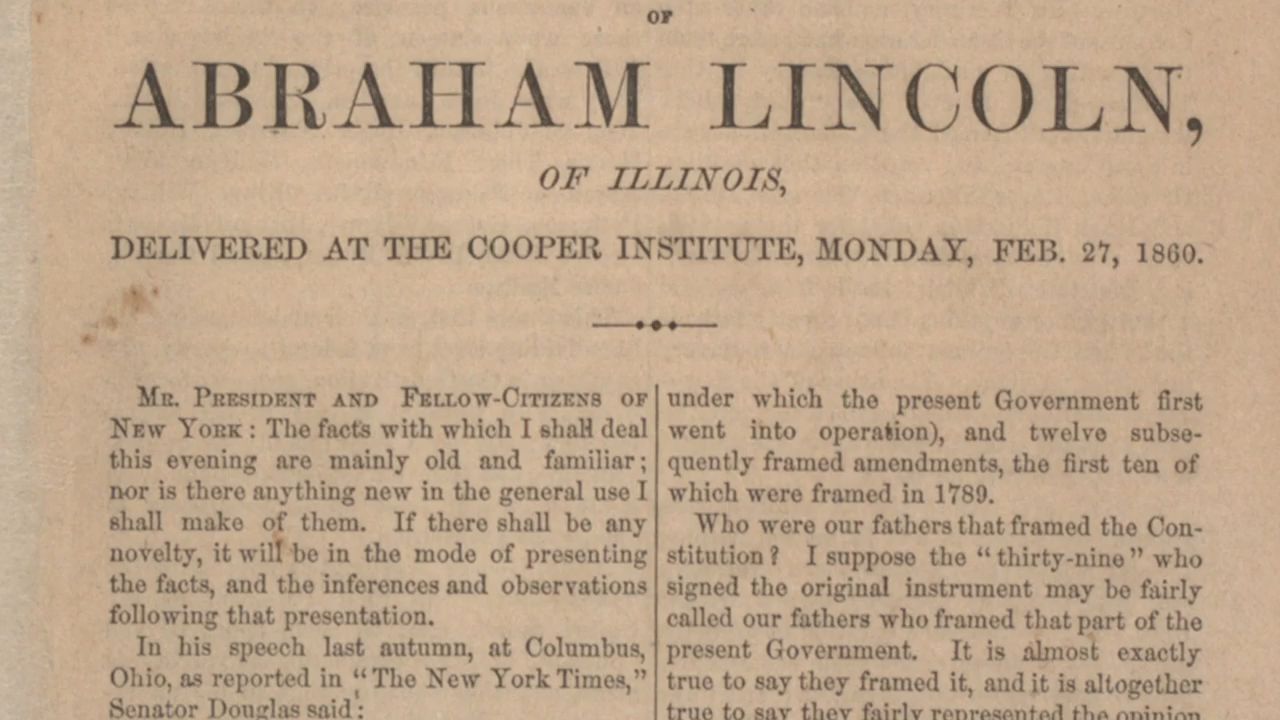 OF
ABRAHAM LINCOLN,
OF ILLINOIS,
DELIVERED AT THE COOPER INSTITUTE, MONDAY, FEB. 27, 1860.
MR. PRESIDENT AND FELLOW-CITIZENS OF
NEW YORK: The facts with which I shall deal
this evening are mainly old and familiar;
nor is there anything new in the general use I
shall make of them. If there shall be any
novelty, it will be in the mode of presenting
the facts, and the inferences and observations
following that presentation.
In his speech last autumn, at Columbus,
Ohio, as reported in "The New York Times,"
Senator Douglas said:
under which the present Government first
went into operation), and twelve subse-
quently framed amendments, the first ten of
which were framed in 1789.
Who were our fathers that framed the Con-
stitution? I suppose the "thirty-nine" who
signed the original instrument may be fairly
called our fathers who framed that part of the
present Government. It is almost exactly
true to say they framed it, and it is altogether
true to say they fairly represented the opinion